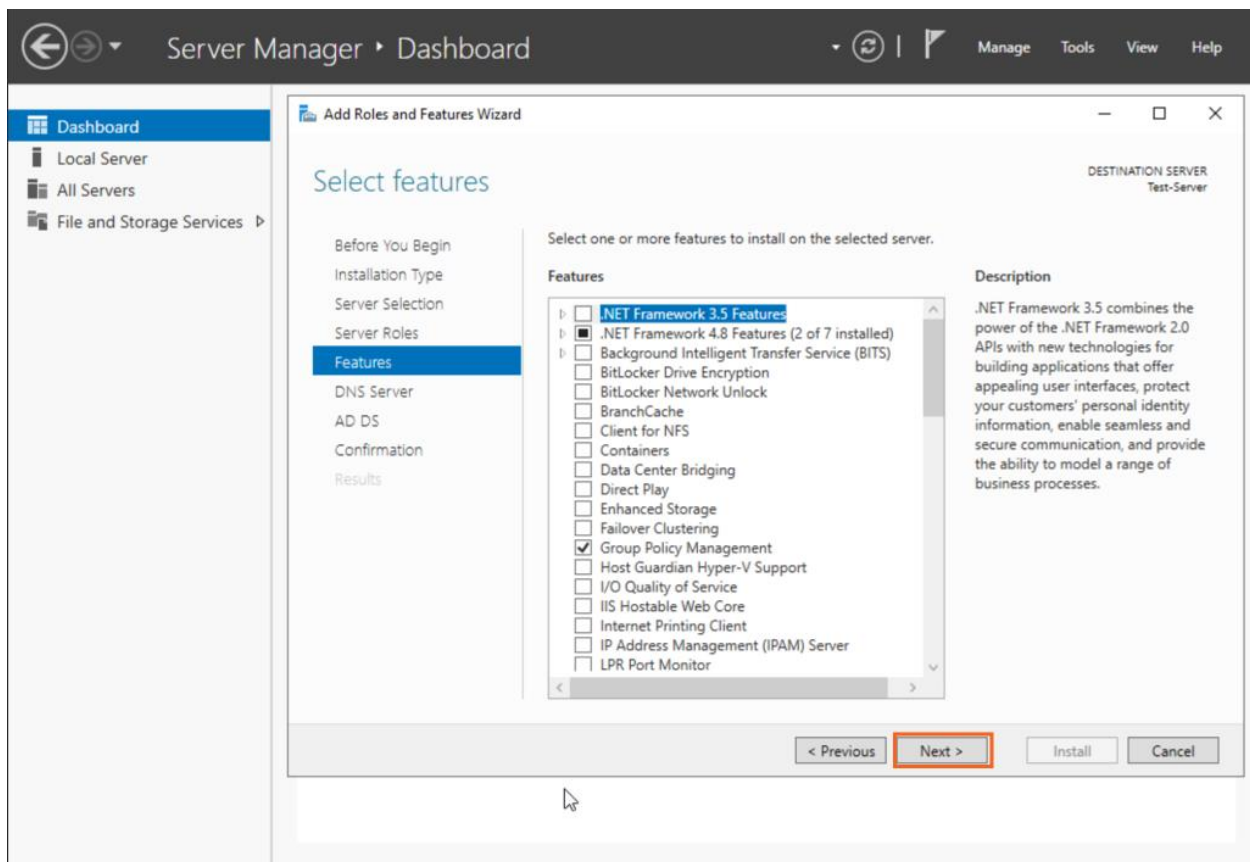 Server Manager ‣ Dashboard
Manage Tools View Help
Dashboard
Local Server
All Servers
File and Storage Services
Add Roles and Features Wizard
Select features
DESTINATION SERVER
Test-Server
Before You Begin
Installation Type
Server Selection
Server Roles
Features
DNS Server
AD DS
Confirmation
Results
Select one or more features to install on the selected server.
Features
.NET Framework 3.5 Features
.NET Framework 4.8 Features (2 of 7 installed)
Background Intelligent Transfer Service (BITS)
BitLocker Drive Encryption
BitLocker Network Unlock
BranchCache
Client for NFS
Containers
Data Center Bridging
Direct Play
Enhanced Storage
Failover Clustering
Group Policy Management
Host Guardian Hyper-V Support
I/O Quality of Service
IIS Hostable Web Core
Internet Printing Client
IP Address Management (IPAM) Server
LPR Port Monitor
Description
.NET Framework 3.5 combines the
power of the .NET Framework 2.0
APIs with new technologies for
building applications that offer
appealing user interfaces, protect
your customers' personal identity
information, enable seamless and
secure communication, and provide
the ability to model a range of
business processes.
< Previous
Next >
Install
Cancel